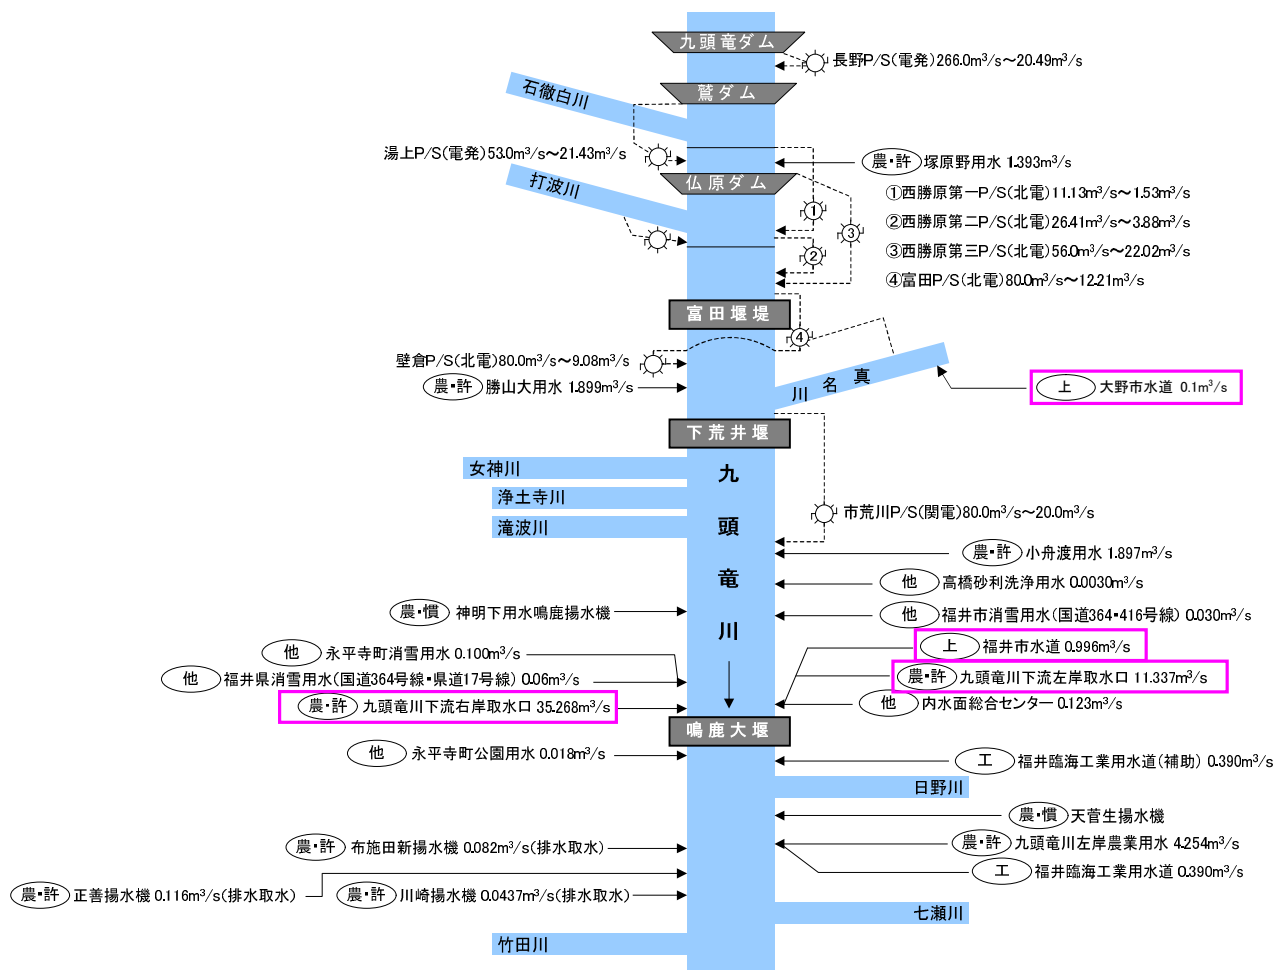 九頭竜ダム
長野P/S(電発)266.0m³/s～20.49m³/s
鷲ダム
石徹白川
湯上P/S(電発)53.0m³/s～21.43m³/s
農・許 塚原野用水 1.393m³/s
仏原ダム
打波川
①西勝原第一P/S(北電)11.13m³/s～1.53m³/s
①
②西勝原第二P/S(北電)26.41m³/s～3.88m³/s
③
②
③西勝原第三P/S(北電)56.0m³/s～22.02m³/s
④富田P/S(北電)80.0m³/s～12.21m³/s
富田堰堤
④
壁倉P/S(北電)80.0m³/s～9.08m³/s
農・許 勝山大用水 1.899m³/s
真名川
上 大野市水道 0.1m³/s
下荒井堰
女神川
浄土寺川
滝波川
九頭竜川
市荒川P/S(関電)80.0m³/s～20.0m³/s
農・許 小舟渡用水 1.897m³/s
他 高橋砂利洗浄用水 0.0030m³/s
農・慣 神明下用水鳴鹿揚水機
他 福井市消雪用水(国道364・416号線) 0.030m³/s
他 永平寺町消雪用水 0.100m³/s
上 福井市水道 0.996m³/s
他 福井県消雪用水(国道364号線・県道17号線) 0.06m³/s
農・許 九頭竜川下流左岸取水口 11.337m³/s
農・許 九頭竜川下流右岸取水口 35.268m³/s
他 内水面総合センター 0.123m³/s
鳴鹿大堰
他 永平寺町公園用水 0.018m³/s
工 福井臨海工業用水道(補助) 0.390m³/s
日野川
農・慣 天菅生揚水機
農・許 布施田新揚水機 0.082m³/s(排水取水)
農・許 九頭竜川左岸農業用水 4.254m³/s
工 福井臨海工業用水道 0.390m³/s
農・許 正善揚水機 0.116m³/s(排水取水)
農・許 川崎揚水機 0.0437m³/s(排水取水)
七瀬川
竹田川